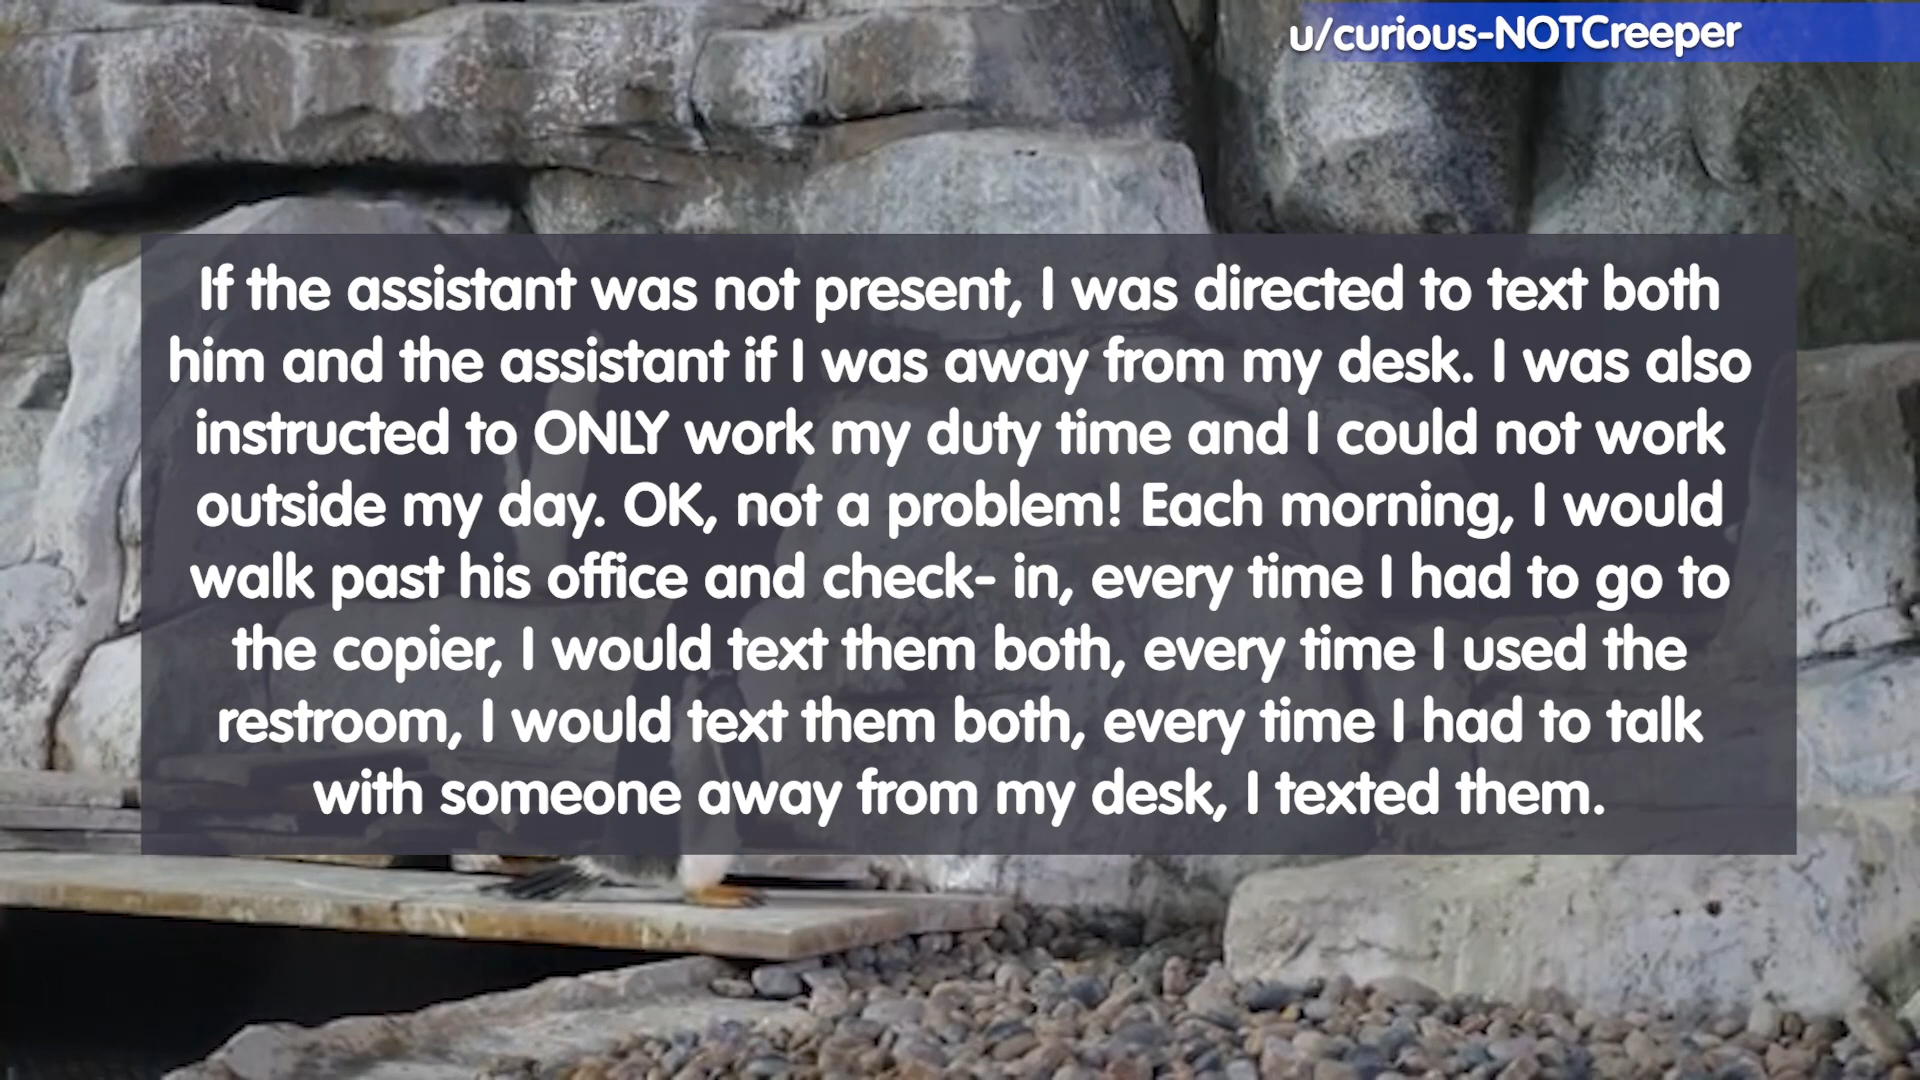 u/curious-NOTCreeper
If the assistant was not present, I was directed to text both
him and the assistant if I was away from my desk. I was also
instructed to ONLY work my duty time and I could not work
outside my day. OK, not a problem! Each morning, I would
walk past his office and check- in, every time I had to go to
the copier, I would text them both, every time I used the
restroom, I would text them both, every time I had to talk
with someone away from my desk, I texted them.